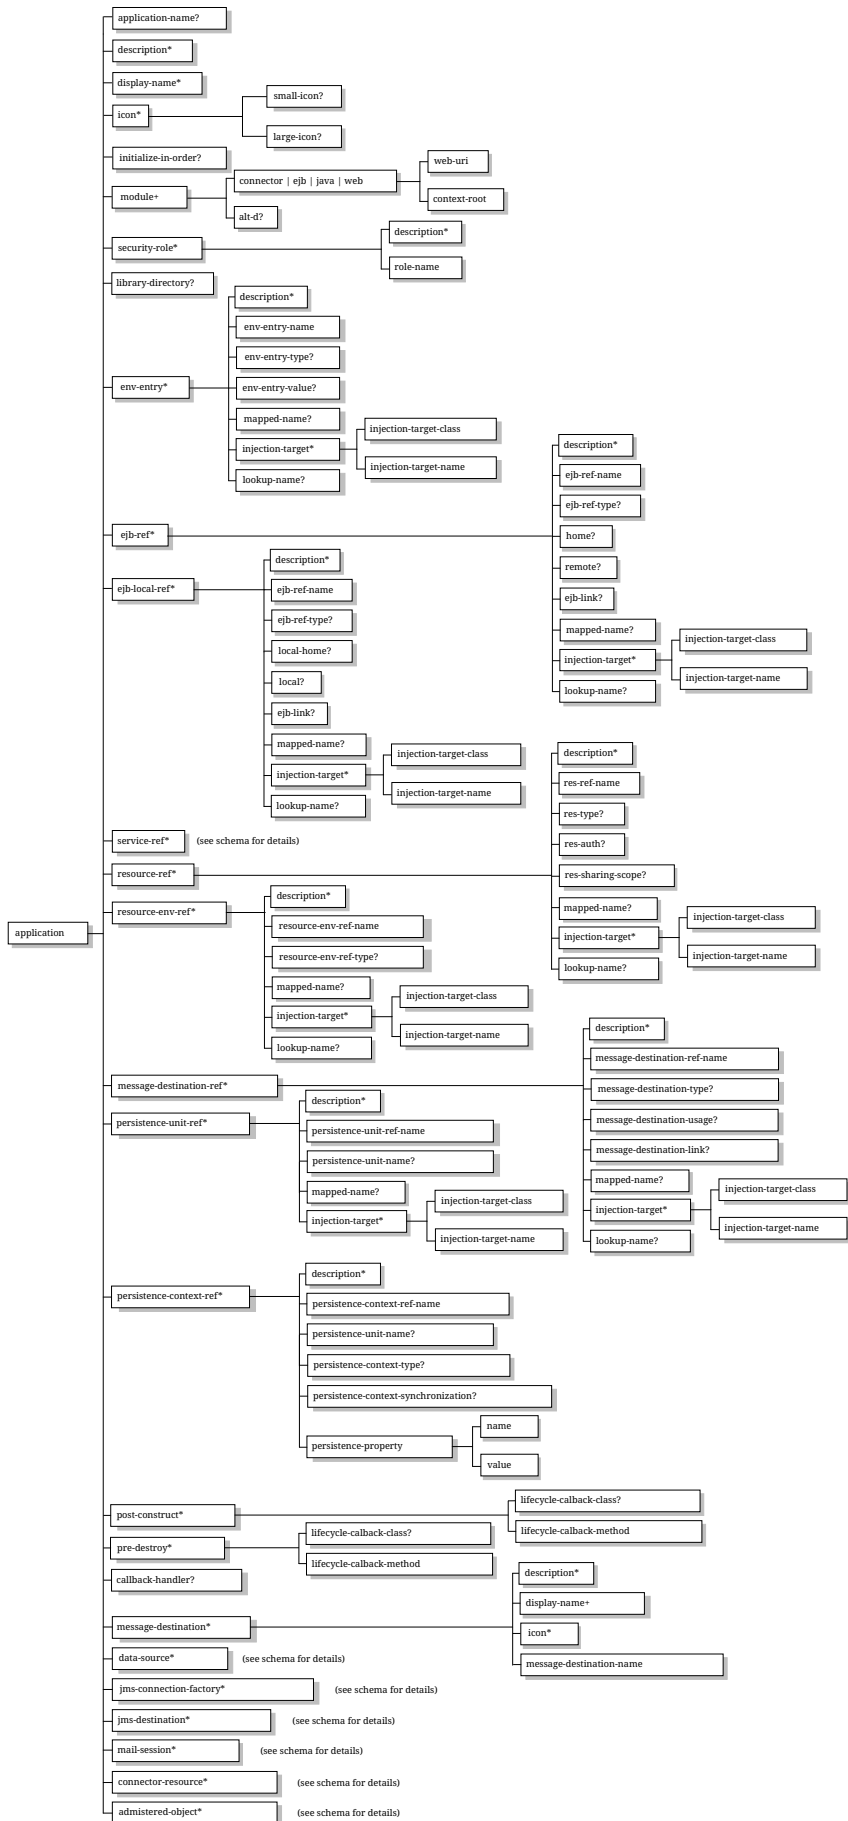 application-name?
description*
display-name*
icon*
small-icon?
large-icon?
initialize-in-order?
module+
connector | ejb | java | web
web-uri
context-root
alt-d?
security-role*
description*
role-name
library-directory?
env-entry*
description*
env-entry-name
env-entry-type?
env-entry-value?
mapped-name?
injection-target*
injection-target-class
injection-target-name
lookup-name?
ejb-ref*
description*
ejb-ref-name
ejb-ref-type?
home?
remote?
ejb-link?
mapped-name?
injection-target*
injection-target-class
injection-target-name
lookup-name?
ejb-local-ref*
description*
ejb-ref-name
ejb-ref-type?
local-home?
local?
ejb-link?
mapped-name?
injection-target*
injection-target-class
injection-target-name
lookup-name?
service-ref* (see schema for details)
resource-ref*
description*
res-ref-name
res-type?
res-auth?
res-sharing-scope?
mapped-name?
injection-target*
injection-target-class
injection-target-name
lookup-name?
application
resource-env-ref*
description*
resource-env-ref-name
resource-env-ref-type?
mapped-name?
injection-target*
injection-target-class
injection-target-name
lookup-name?
message-destination-ref*
description*
message-destination-ref-name
message-destination-type?
message-destination-usage?
message-destination-link?
mapped-name?
injection-target*
injection-target-class
injection-target-name
lookup-name?
persistence-unit-ref*
description*
persistence-unit-ref-name
persistence-unit-name?
mapped-name?
injection-target*
injection-target-class
injection-target-name
persistence-context-ref*
description*
persistence-context-ref-name
persistence-unit-name?
persistence-context-type?
persistence-context-synchronization?
persistence-property
name
value
post-construct*
lifecycle-calback-class?
lifecycle-calback-method
pre-destroy*
lifecycle-calback-class?
lifecycle-calback-method
callback-handler?
message-destination*
description*
display-name+
icon*
message-destination-name
data-source* (see schema for details)
jms-connection-factory* (see schema for details)
jms-destination* (see schema for details)
mail-session* (see schema for details)
connector-resource* (see schema for details)
admistered-object* (see schema for details)